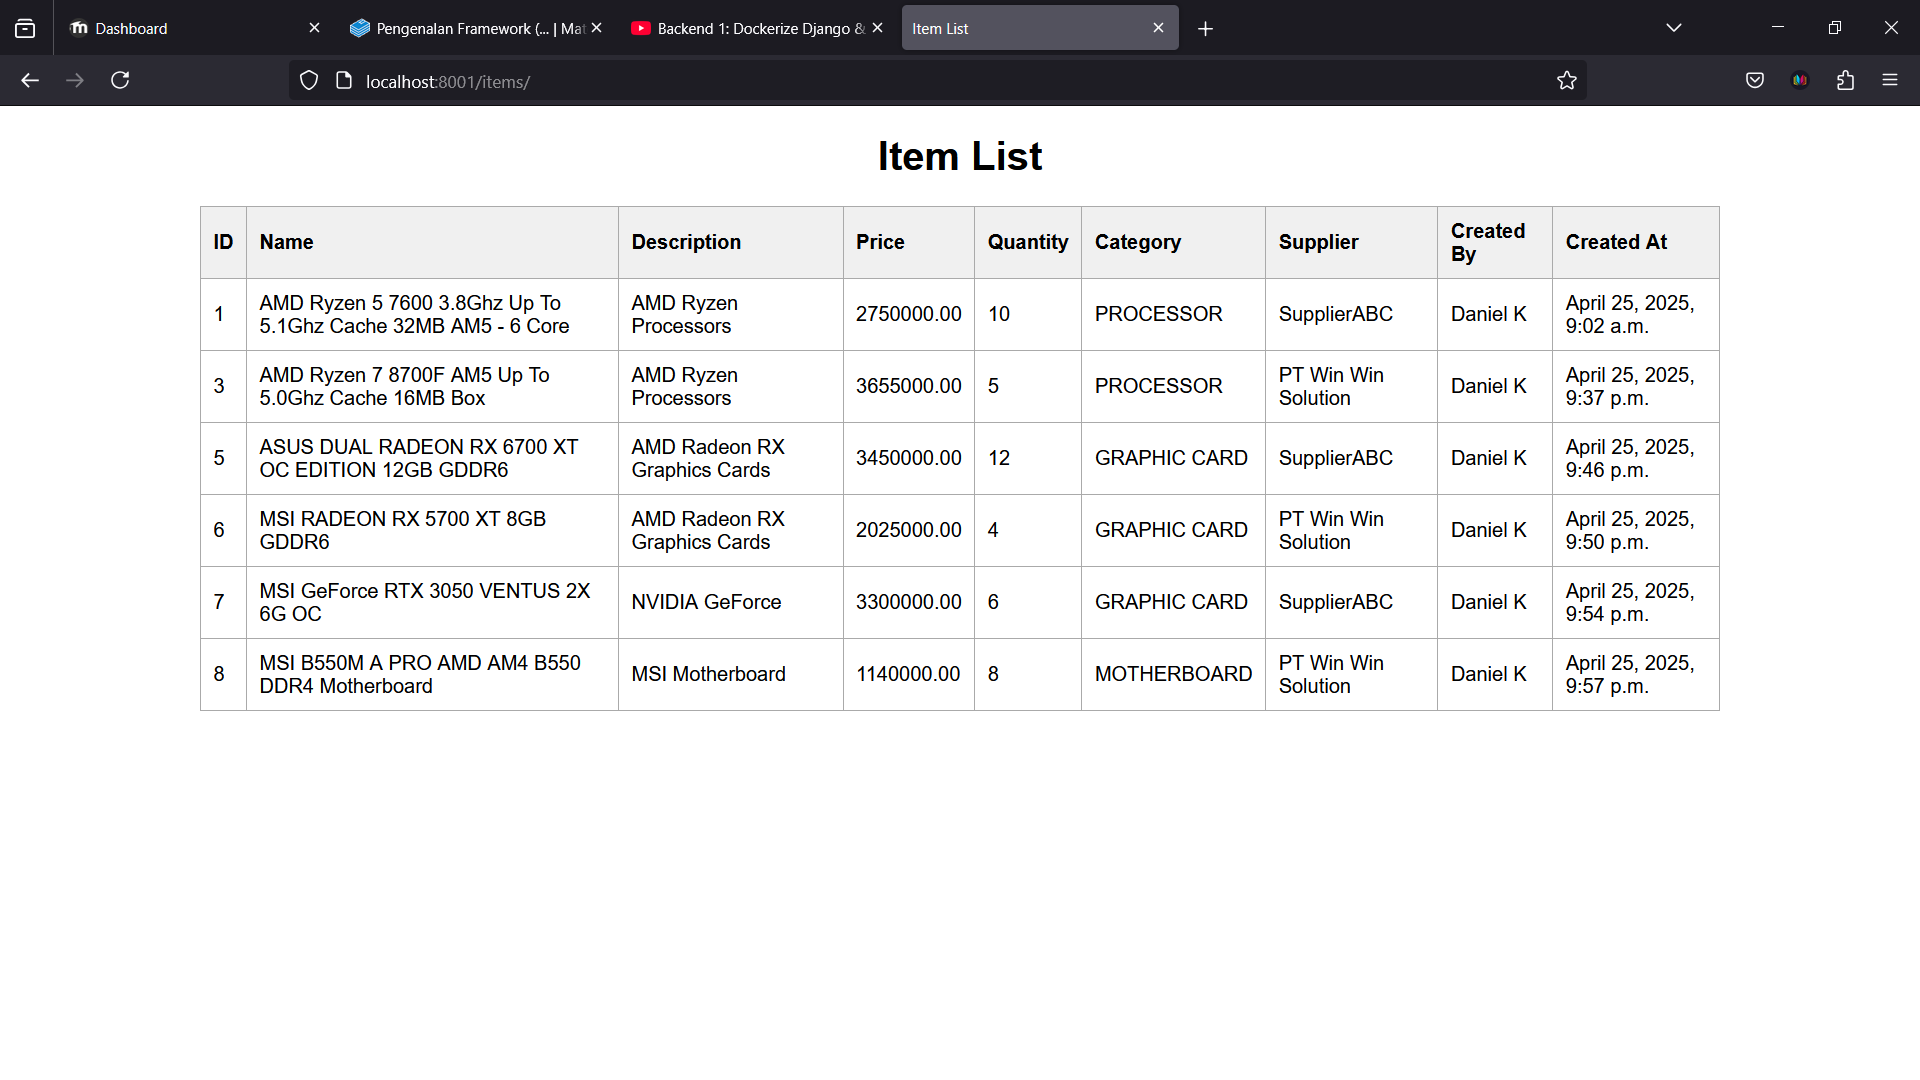 Dashboard
Pengenalan Framework (... | Mat
Backend 1: Dockerize Django &
Item List
localhost:8001/items/
Item List
ID Name Description Price Quantity Category Supplier Created By Created At
1 AMD Ryzen 5 7600 3.8Ghz Up To 5.1Ghz Cache 32MB AM5 - 6 Core AMD Ryzen Processors 2750000.00 10 PROCESSOR SupplierABC Daniel K April 25, 2025, 9:02 a.m.
3 AMD Ryzen 7 8700F AM5 Up To 5.0Ghz Cache 16MB Box AMD Ryzen Processors 3655000.00 5 PROCESSOR PT Win Win Solution Daniel K April 25, 2025, 9:37 p.m.
5 ASUS DUAL RADEON RX 6700 XT OC EDITION 12GB GDDR6 AMD Radeon RX Graphics Cards 3450000.00 12 GRAPHIC CARD SupplierABC Daniel K April 25, 2025, 9:46 p.m.
6 MSI RADEON RX 5700 XT 8GB GDDR6 AMD Radeon RX Graphics Cards 2025000.00 4 GRAPHIC CARD PT Win Win Solution Daniel K April 25, 2025, 9:50 p.m.
7 MSI GeForce RTX 3050 VENTUS 2X 6G OC NVIDIA GeForce 3300000.00 6 GRAPHIC CARD SupplierABC Daniel K April 25, 2025, 9:54 p.m.
8 MSI B550M A PRO AMD AM4 B550 DDR4 Motherboard MSI Motherboard 1140000.00 8 MOTHERBOARD PT Win Win Solution Daniel K April 25, 2025, 9:57 p.m.